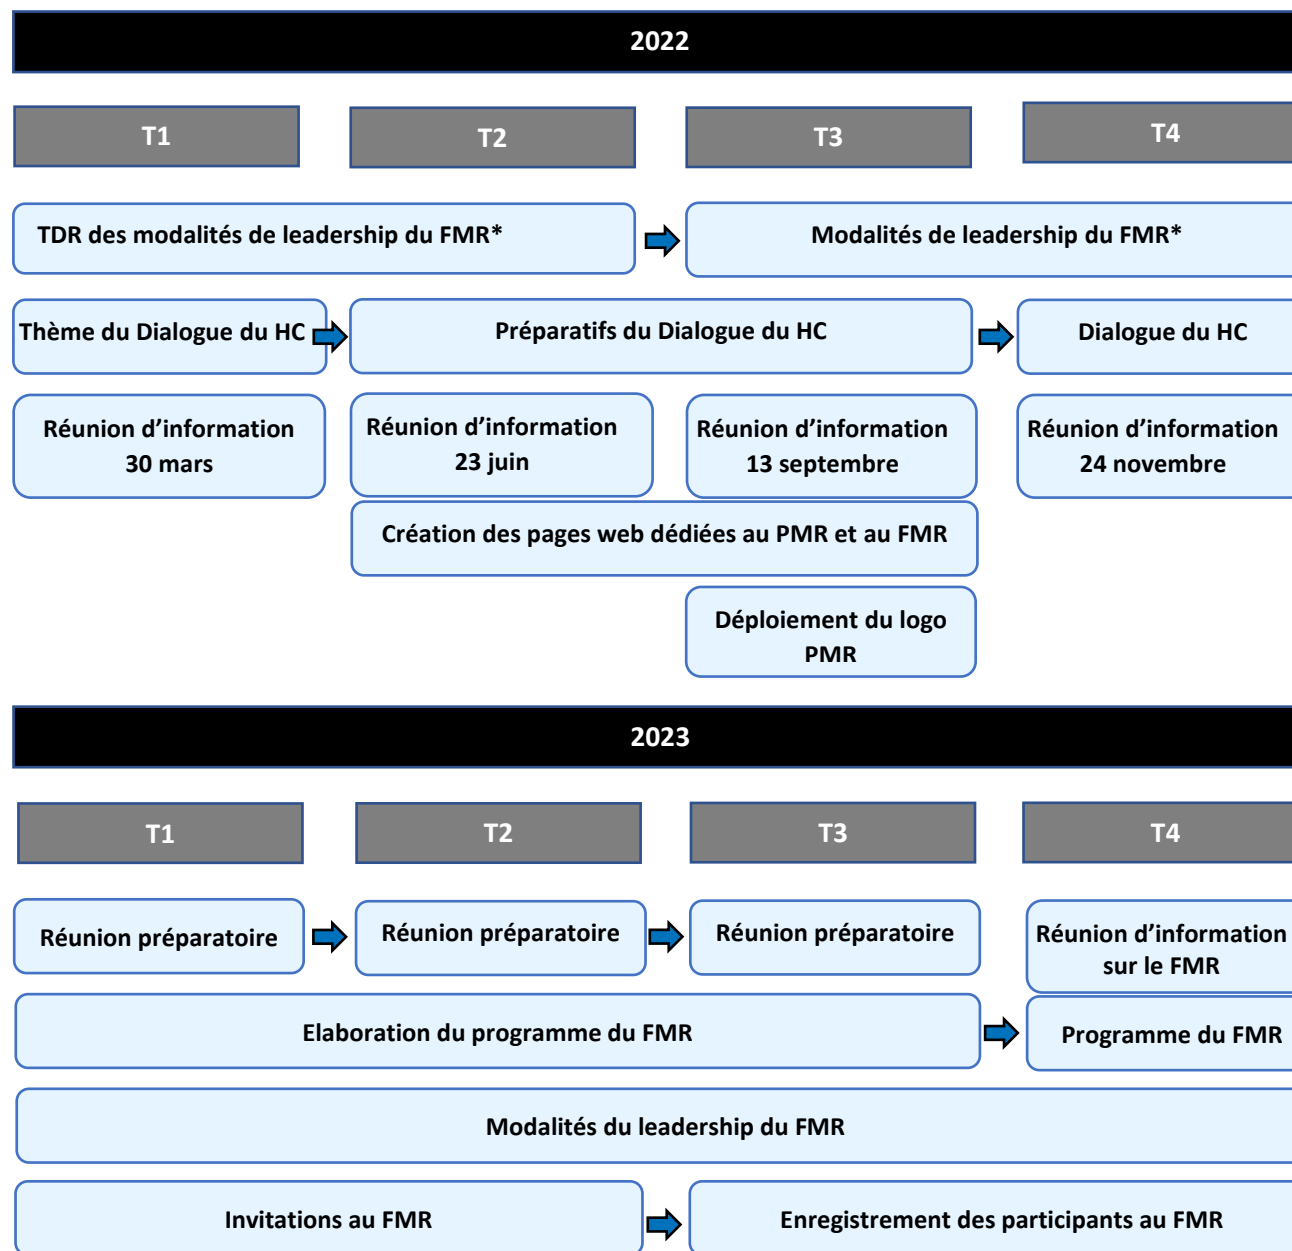 2022
T1
T2
T3
T4
TDR des modalités de leadership du FMR*
Modalités de leadership du FMR*
Thème du Dialogue du HC
Préparatifs du Dialogue du HC
Dialogue du HC
Réunion d’information
30 mars
Réunion d’information
23 juin
Réunion d’information
13 septembre
Réunion d’information
24 novembre
Création des pages web dédiées au PMR et au FMR
Déploiement du logo
PMR
2023
T1
T2
T3
T4
Réunion préparatoire
Réunion préparatoire
Réunion préparatoire
Réunion d’information
sur le FMR
Elaboration du programme du FMR
Programme du FMR
Modalités du leadership du FMR
Invitations au FMR
Enregistrement des participants au FMR